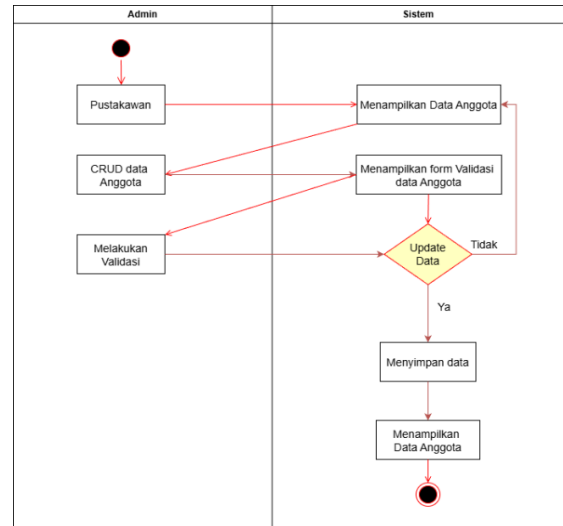 Admin
Sistem
Pustakawan
Menampilkan Data Anggota
CRUD data
Anggota
Menampilkan form Validasi
data Anggota
Melakukan
Validasi
Update
Data
Tidak
Ya
Menyimpan data
Menampilkan
Data Anggota